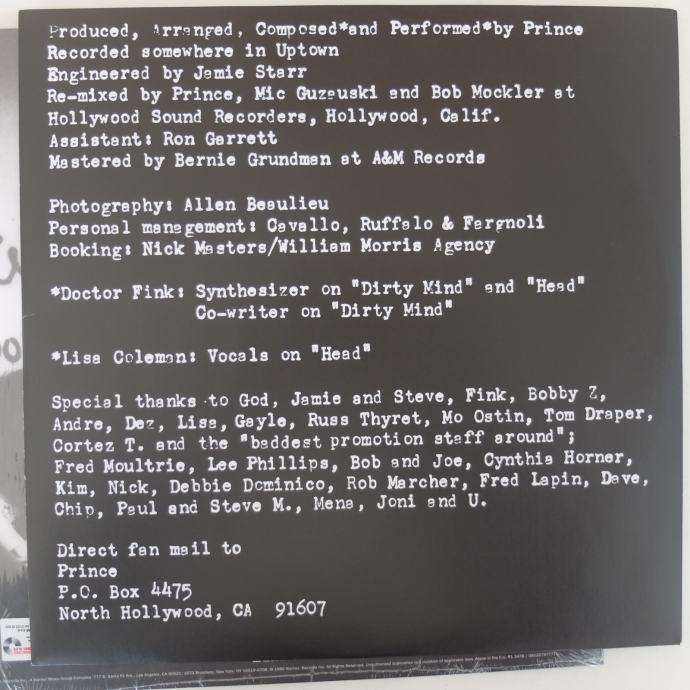 Produced, Arranged, Composed*and Performed*by Prince
Recorded somewhere in Uptown
Engineered by Jamie Starr
Re-mixed by Prince, Mic Guzauski and Bob Mockler at
Hollywood Sound Recorders, Hollywood, Calif.
Assistant: Ron Garrett
Mastered by Bernie Grundman at A&M Records
Photography: Allen Beaulieu
Personal management: Cavallo, Ruffalo & Fargnoli
Booking: Nick Masters/William Morris Agency
*Doctor Fink: Synthesizer on "Dirty Mind" and "Head"
Co-writer on "Dirty Mind"
*Lisa Coleman: Vocals on "Head"
Special thanks to God, Jamie and Steve, Fink, Bobby Z,
Andre, Dez, Lisa, Gayle, Russ Thyret, Mo Ostin, Tom Draper,
Cortez T. and the "baddest promotion staff around";
Fred Moultrie, Lee Phillips, Bob and Joe, Cynthia Horner,
Kim, Nick, Debbie Dominico, Rob Marcher, Fred Lapin, Dave,
Chip, Paul and Steve M., Mena, Joni and U.
Direct fan mail to
Prince
P.O. Box 4475
North Hollywood, CA 91607